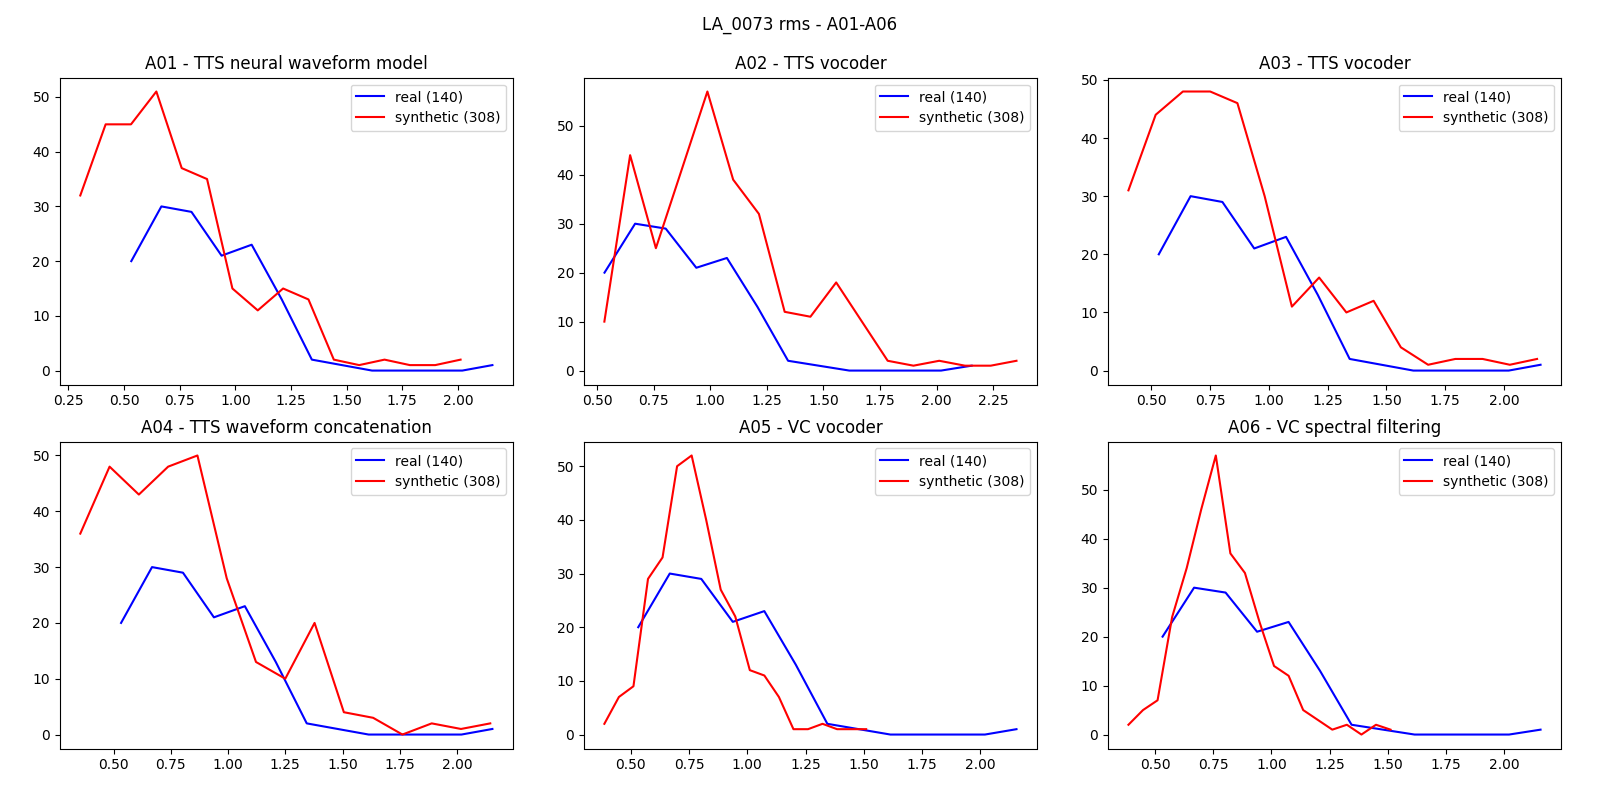 LA_0073 rms - A01-A06
A01 - TTS neural waveform model
real (140)
synthetic (308)
50
40
30
20
10
0
0.25 0.50 0.75 1.00 1.25 1.50 1.75 2.00
A02 - TTS vocoder
real (140)
synthetic (308)
50
40
30
20
10
0
0.50 0.75 1.00 1.25 1.50 1.75 2.00 2.25
A03 - TTS vocoder
real (140)
synthetic (308)
50
40
30
20
10
0
0.50 0.75 1.00 1.25 1.50 1.75 2.00
A04 - TTS waveform concatenation
real (140)
synthetic (308)
50
40
30
20
10
0
0.50 0.75 1.00 1.25 1.50 1.75 2.00
A05 - VC vocoder
real (140)
synthetic (308)
50
40
30
20
10
0
0.50 0.75 1.00 1.25 1.50 1.75 2.00
A06 - VC spectral filtering
real (140)
synthetic (308)
50
40
30
20
10
0
0.50 0.75 1.00 1.25 1.50 1.75 2.00